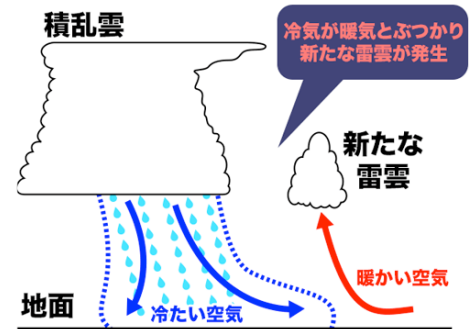 積乱雲
冷気が暖気とぶつかり
新たな雷雲が発生
新たな
雷雲
暖かい空気
冷たい空気
地面